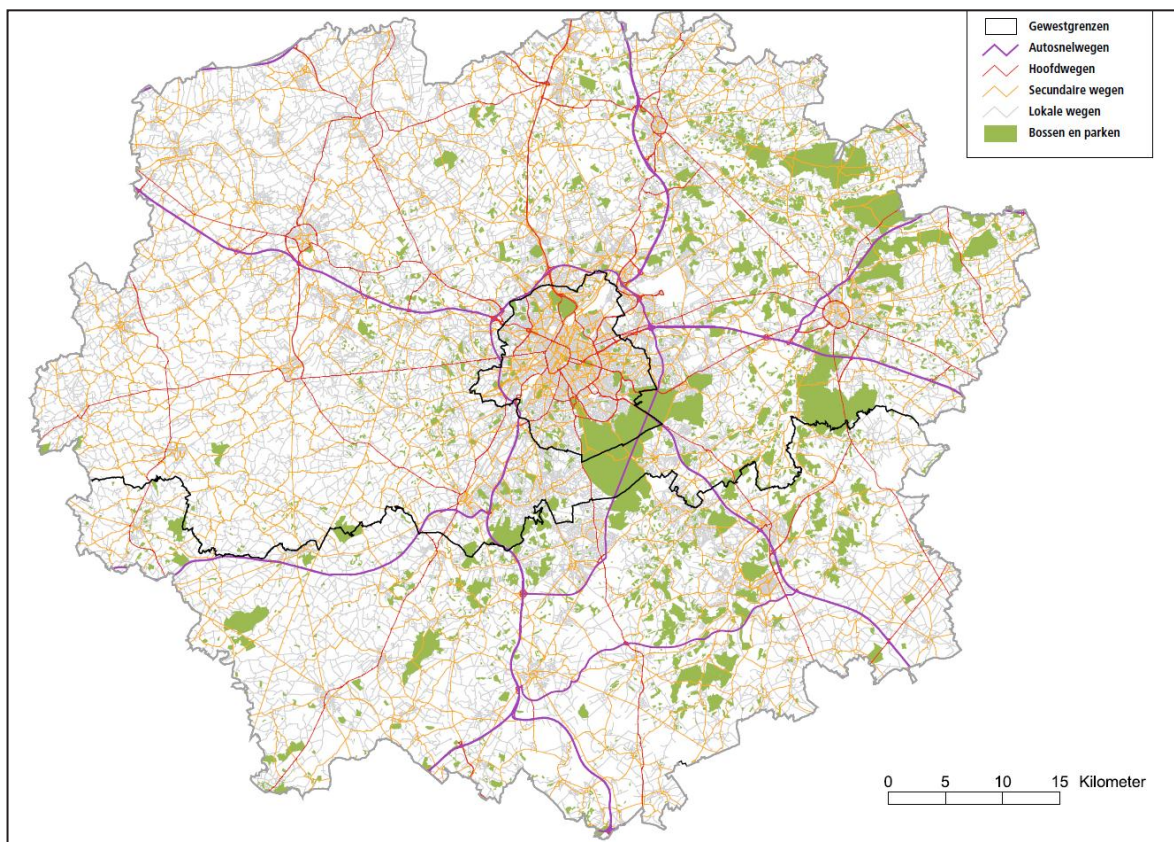 Gewestgrenzen
Autosnelwegen
Hoofdwegen
Secundaire wegen
Lokale wegen
Bossen en parken
0 5 10 15 Kilometer